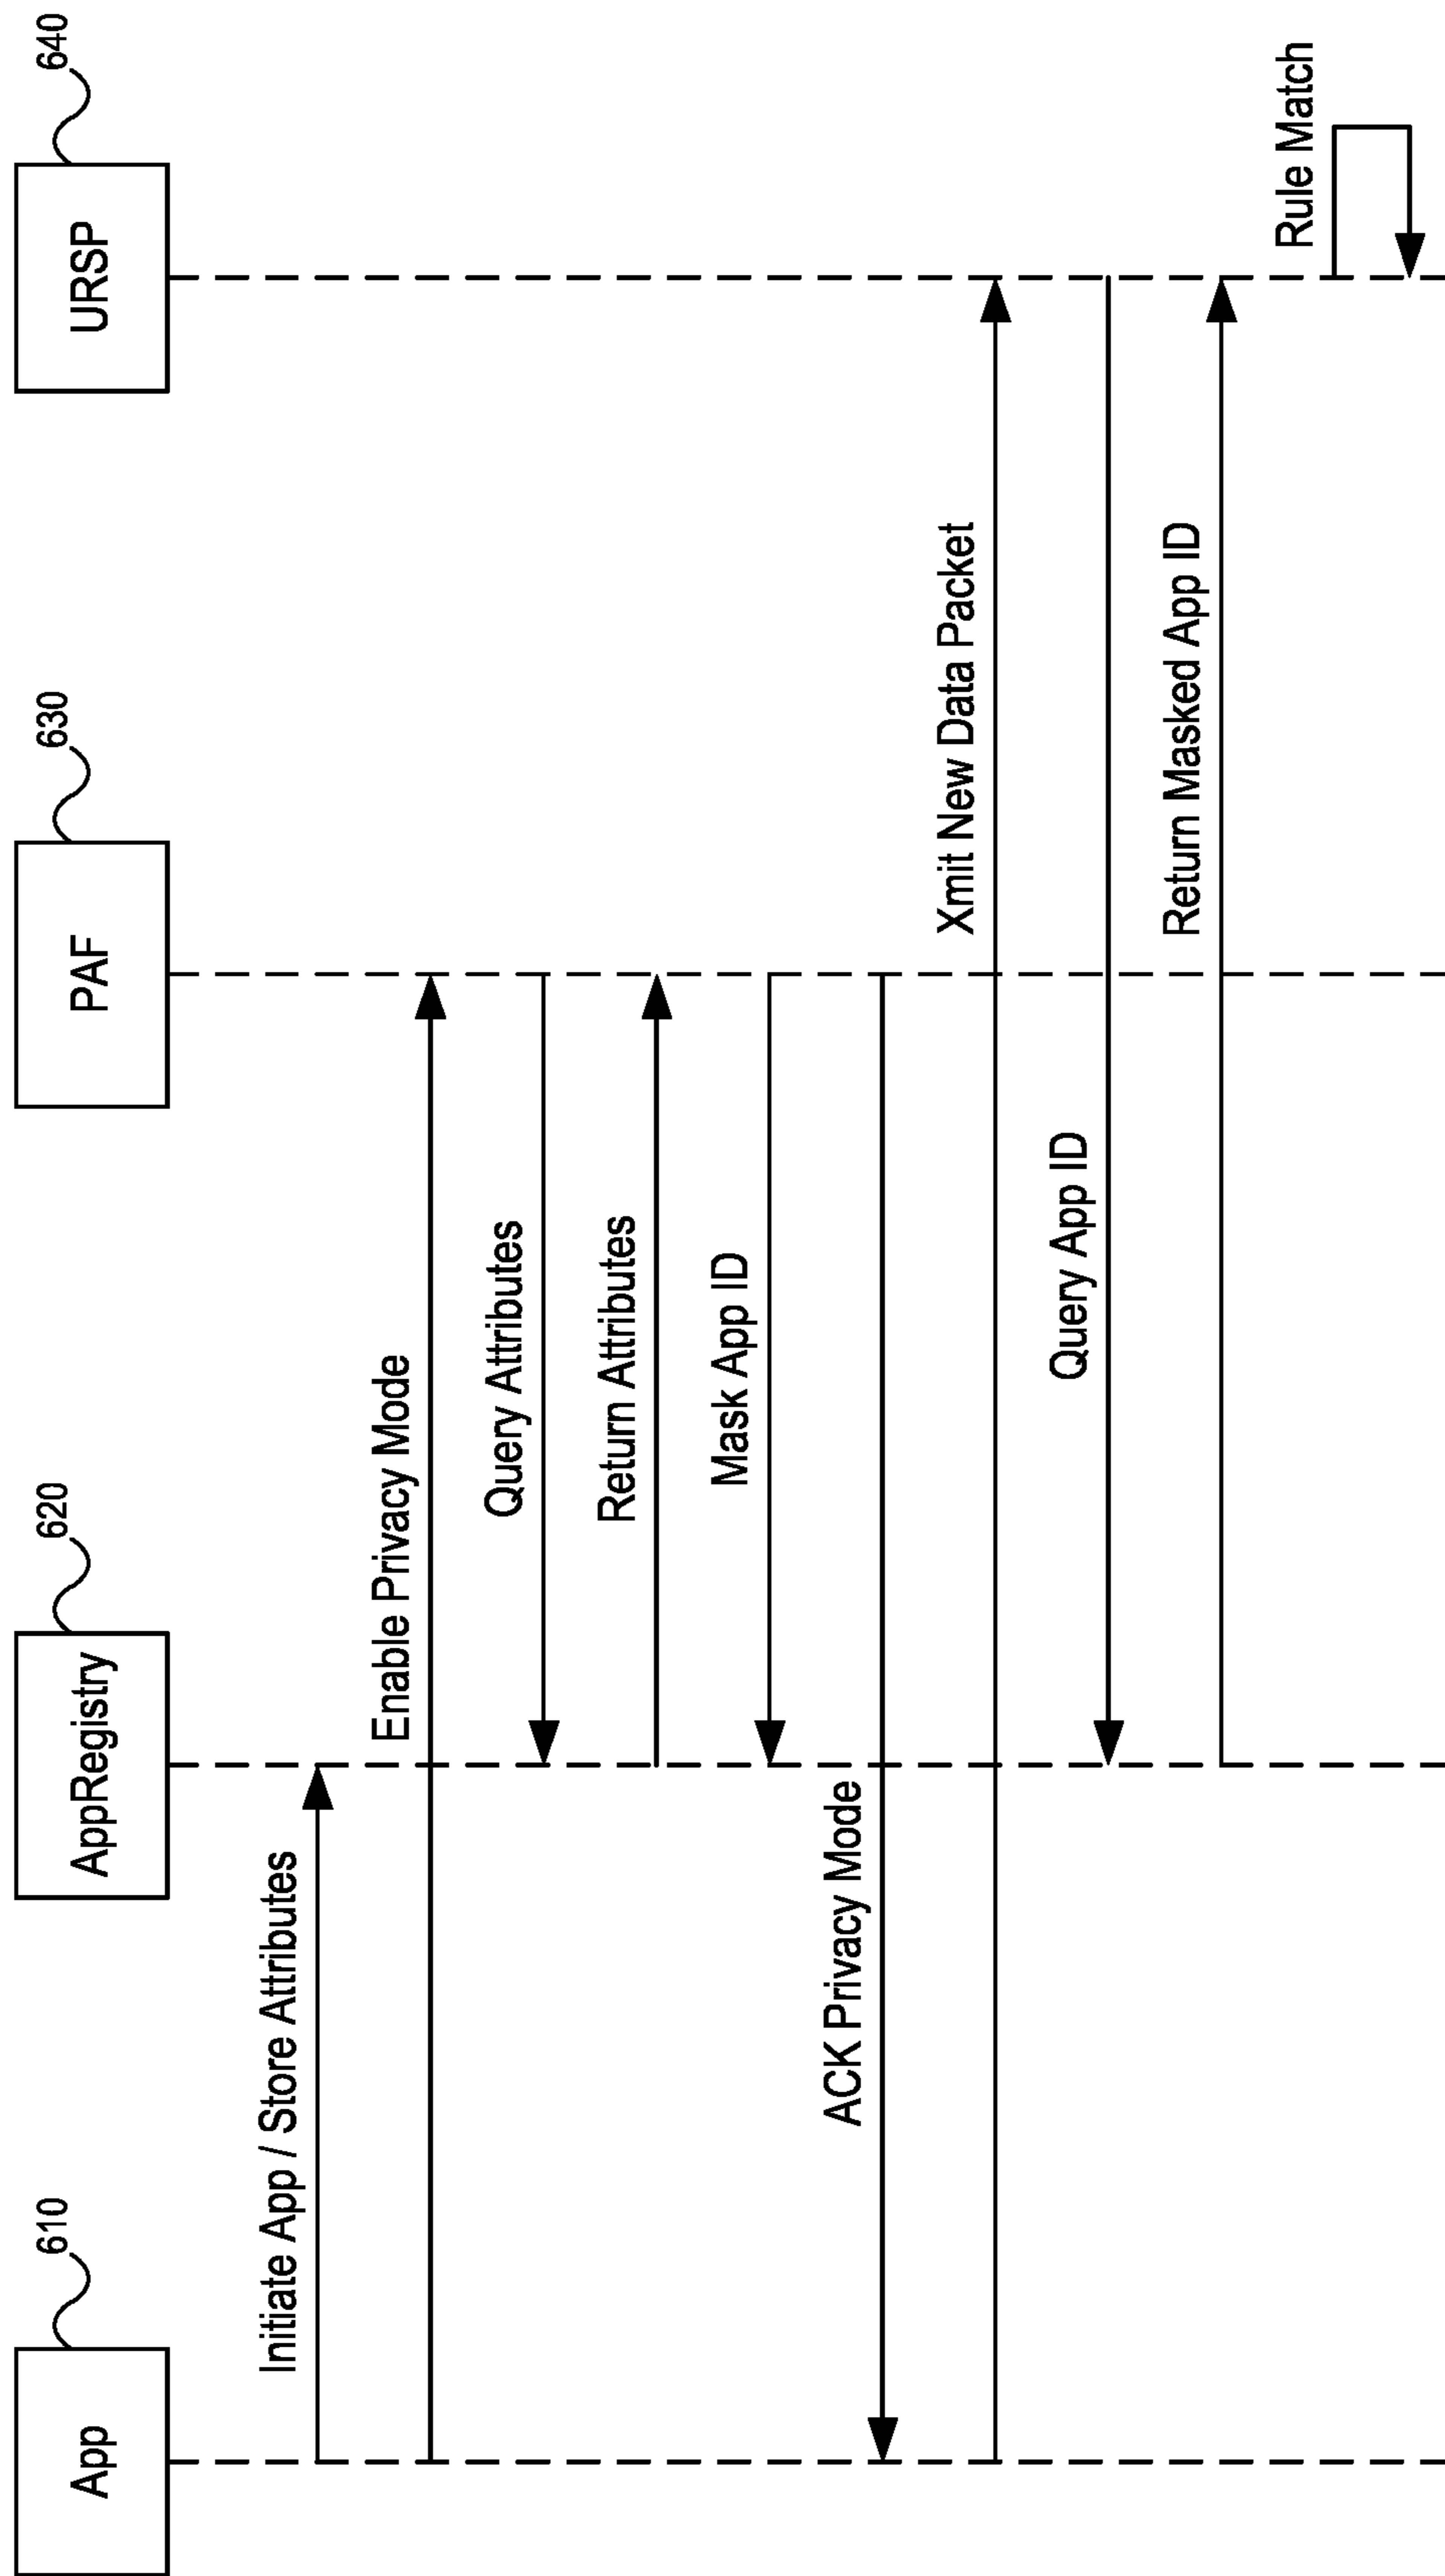 App
610
AppRegistry
620
PAF
630
URSP
640
Initiate App / Store Attributes
Enable Privacy Mode
Query Attributes
Return Attributes
Mask App ID
ACK Privacy Mode
Xmit New Data Packet
Query App ID
Return Masked App ID
Rule Match